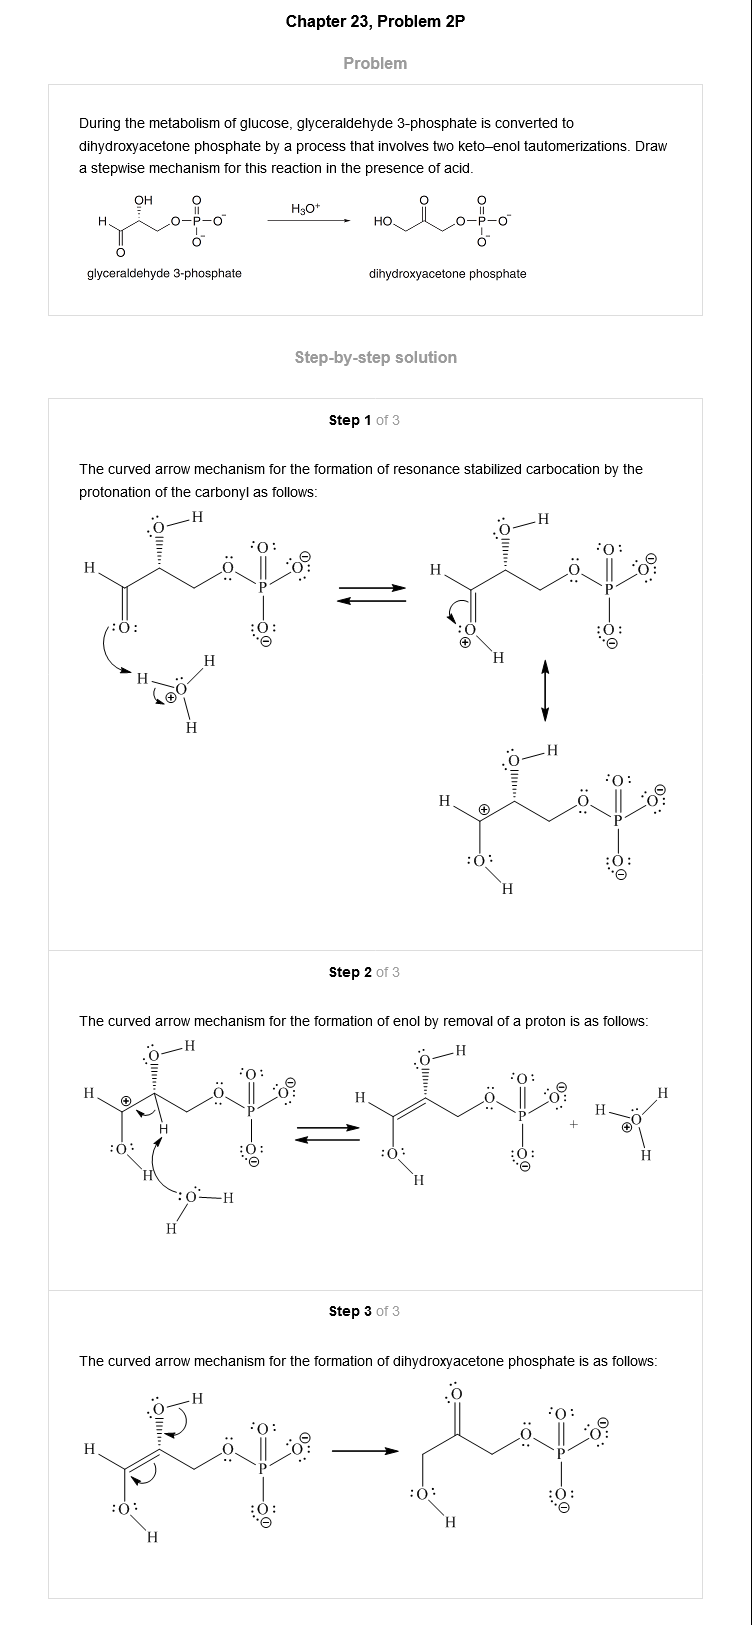 Chapter 23, Problem 2P
Problem
During the metabolism of glucose, glyceraldehyde 3-phosphate is converted to
dihydroxyacetone phosphate by a process that involves two keto–enol tautomerizations. Draw
a stepwise mechanism for this reaction in the presence of acid.
OH O H3O+ O O
H O–P–O- HO O–P–O-
O- O-
O
glyceraldehyde 3-phosphate dihydroxyacetone phosphate
Step-by-step solution
Step 1 of 3
The curved arrow mechanism for the formation of resonance stabilized carbocation by the
protonation of the carbonyl as follows:
:O: H :O: H
H O P O: H O P O:
:O: :O: :O: :O:
H H H
O
H
O H :O:
H O P O:
:O: :O:
H
Step 2 of 3
The curved arrow mechanism for the formation of enol by removal of a proton is as follows:
O H :O: O H :O:
H O P O: H O P O: + H O H
H H
:O: :O: :O: :O:
H H
:O H
H
Step 3 of 3
The curved arrow mechanism for the formation of dihydroxyacetone phosphate is as follows:
O H :O: O :O:
H O P O: O P O:
:O: :O: :O: :O:
H H